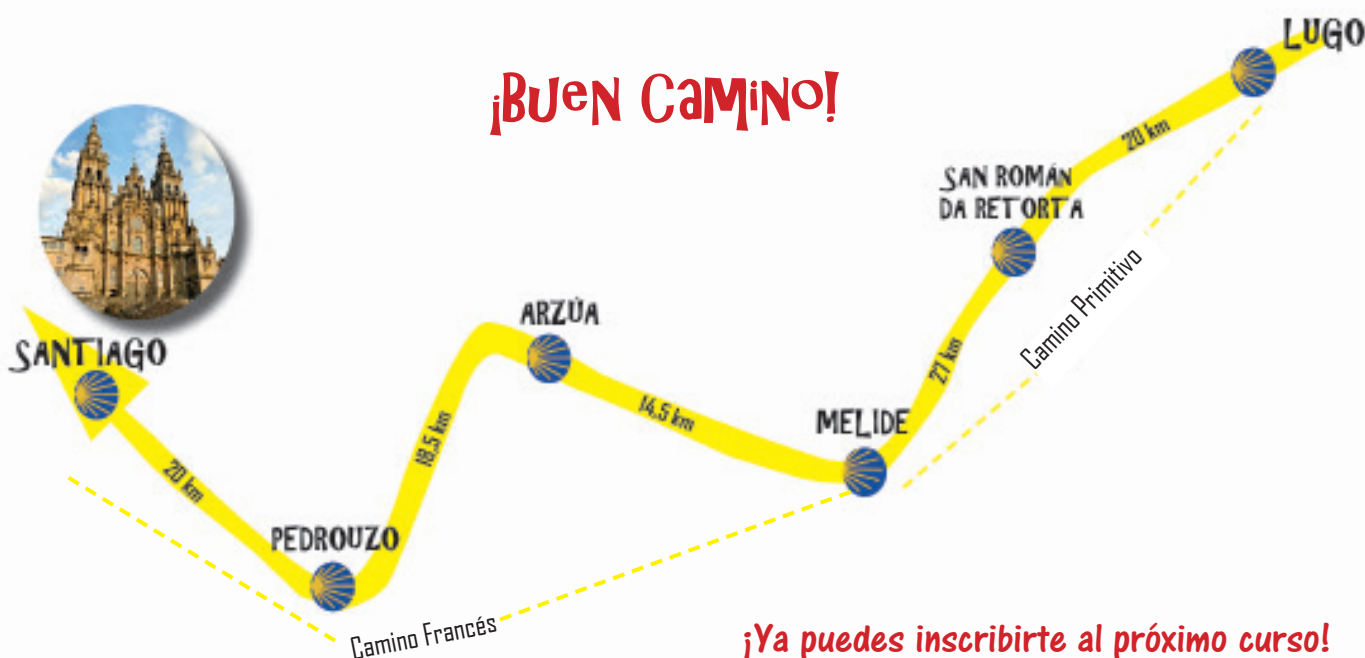 LUGO
¡BUEN CAMINO!
20 km
SAN ROMÁN
DA RETORTA
Camino Primitivo
ARZÚA
27 km
SANTIAGO
14,5 km
MELIDE
18,5 km
20 km
PEDROUZO
Camino Francés
¡Ya puedes inscribirte al próximo curso!